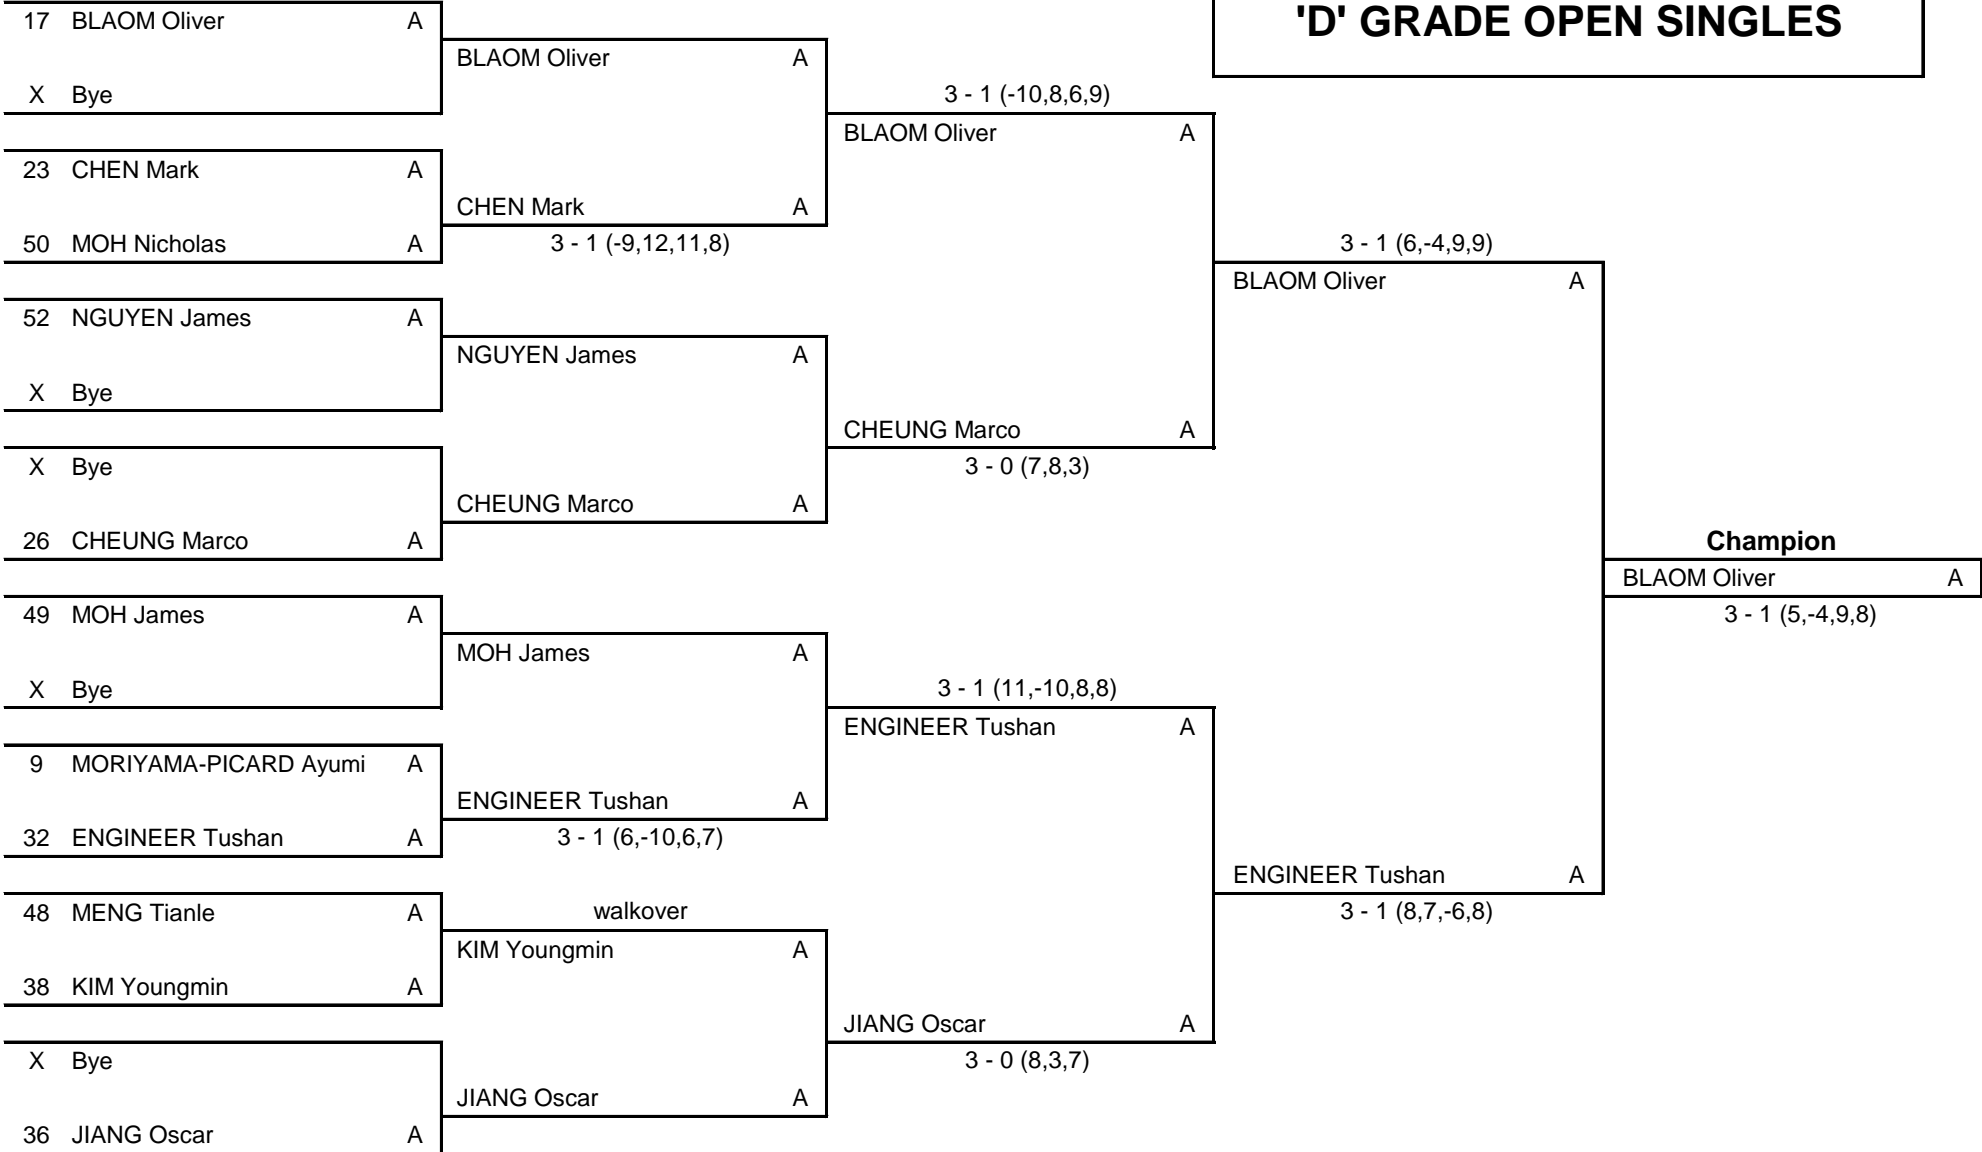 'D' GRADE OPEN SINGLES
17 BLAOM Oliver A
BLAOM Oliver A
X Bye
3 - 1 (-10,8,6,9)
BLAOM Oliver A
23 CHEN Mark A
CHEN Mark A
50 MOH Nicholas A
3 - 1 (-9,12,11,8)
3 - 1 (6,-4,9,9)
BLAOM Oliver A
52 NGUYEN James A
NGUYEN James A
X Bye
CHEUNG Marco A
X Bye
3 - 0 (7,8,3)
CHEUNG Marco A
26 CHEUNG Marco A
Champion
BLAOM Oliver A
3 - 1 (5,-4,9,8)
49 MOH James A
MOH James A
X Bye
3 - 1 (11,-10,8,8)
ENGINEER Tushan A
9 MORIYAMA-PICARD Ayumi A
ENGINEER Tushan A
32 ENGINEER Tushan A
3 - 1 (6,-10,6,7)
ENGINEER Tushan A
3 - 1 (8,7,-6,8)
48 MENG Tianle A
walkover
KIM Youngmin A
38 KIM Youngmin A
JIANG Oscar A
X Bye
3 - 0 (8,3,7)
JIANG Oscar A
36 JIANG Oscar A